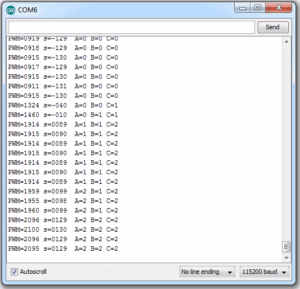 COM6
Send
PWM=0919 s=-129 A=0 B=0 C=0
PWM=0918 s=-129 A=0 B=0 C=0
PWM=0915 s=-130 A=0 B=0 C=0
PWM=0917 s=-129 A=0 B=0 C=0
PWM=0915 s=-130 A=0 B=0 C=0
PWM=0911 s=-131 A=0 B=0 C=0
PWM=0915 s=-130 A=0 B=0 C=0
PWM=1324 s=-040 A=0 B=0 C=1
PWM=1460 s=-010 A=0 B=1 C=1
PWM=1914 s=0089 A=1 B=1 C=2
PWM=1915 s=0090 A=1 B=1 C=2
PWM=1914 s=0089 A=1 B=1 C=2
PWM=1915 s=0090 A=1 B=1 C=2
PWM=1914 s=0089 A=1 B=1 C=2
PWM=1915 s=0090 A=1 B=1 C=2
PWM=1914 s=0089 A=1 B=1 C=2
PWM=1959 s=0099 A=1 B=2 C=2
PWM=1955 s=0098 A=1 B=2 C=2
PWM=1960 s=0099 A=1 B=2 C=2
PWM=2096 s=0129 A=2 B=2 C=2
PWM=2100 s=0130 A=2 B=2 C=2
PWM=2096 s=0129 A=2 B=2 C=2
PWM=2095 s=0129 A=2 B=2 C=2
Autoscroll
No line ending
115200 baud